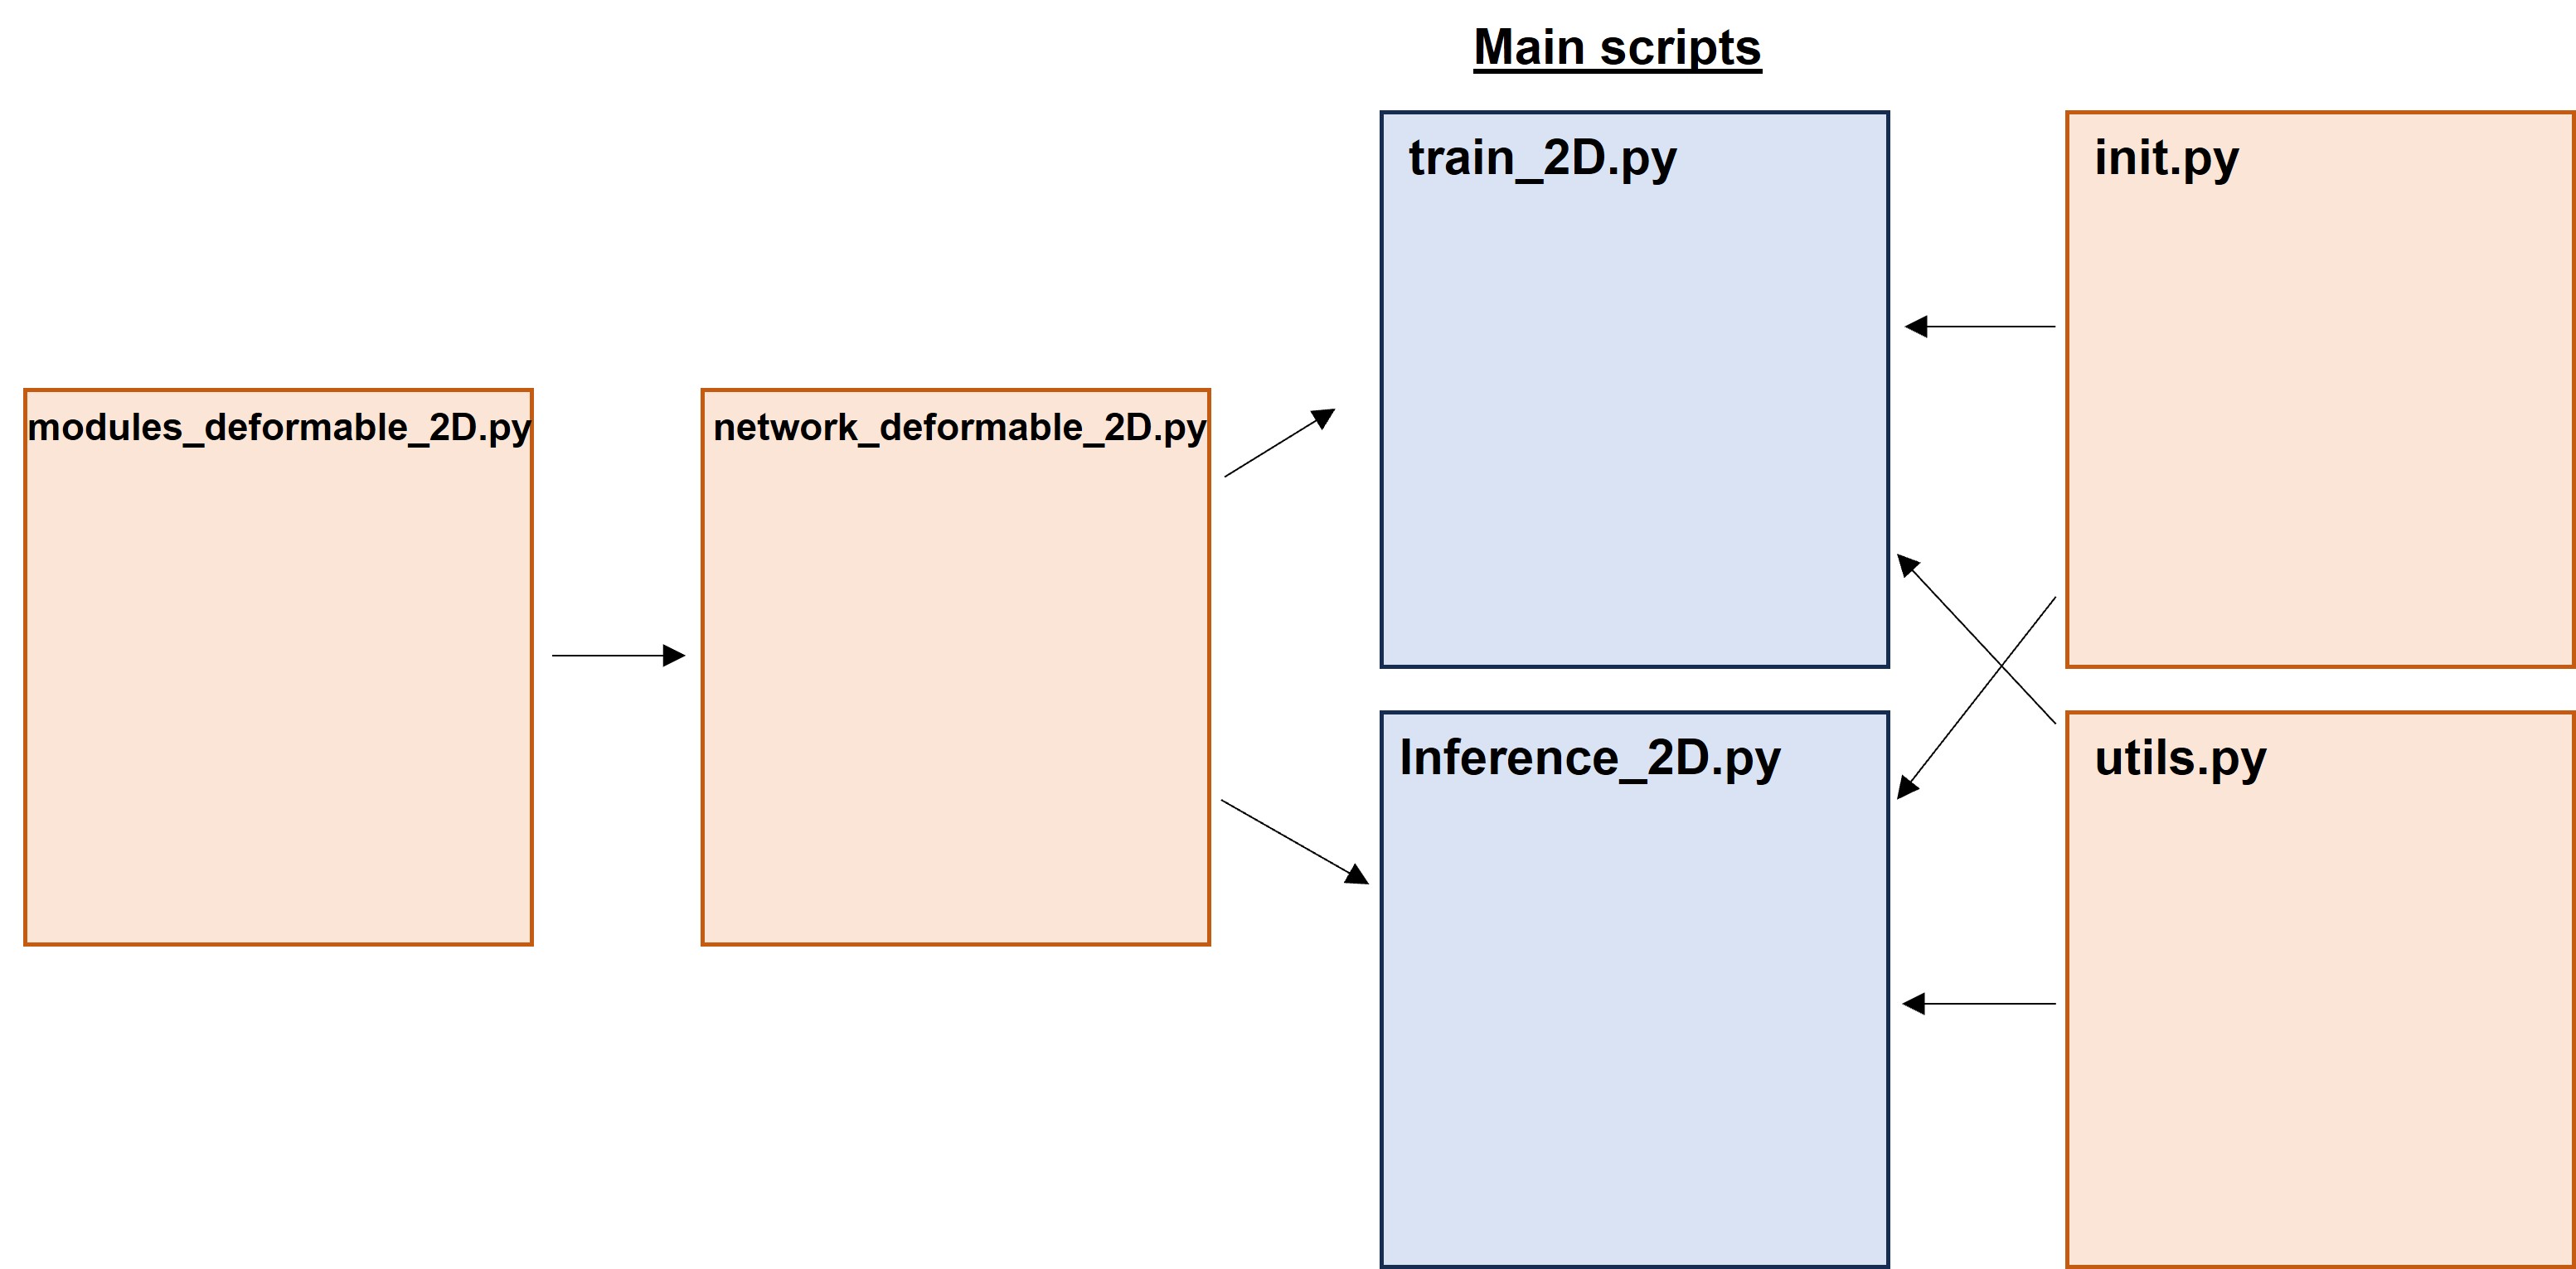 Main scripts
train_2D.py
init.py
modules_deformable_2D.py
network_deformable_2D.py
Inference_2D.py
utils.py